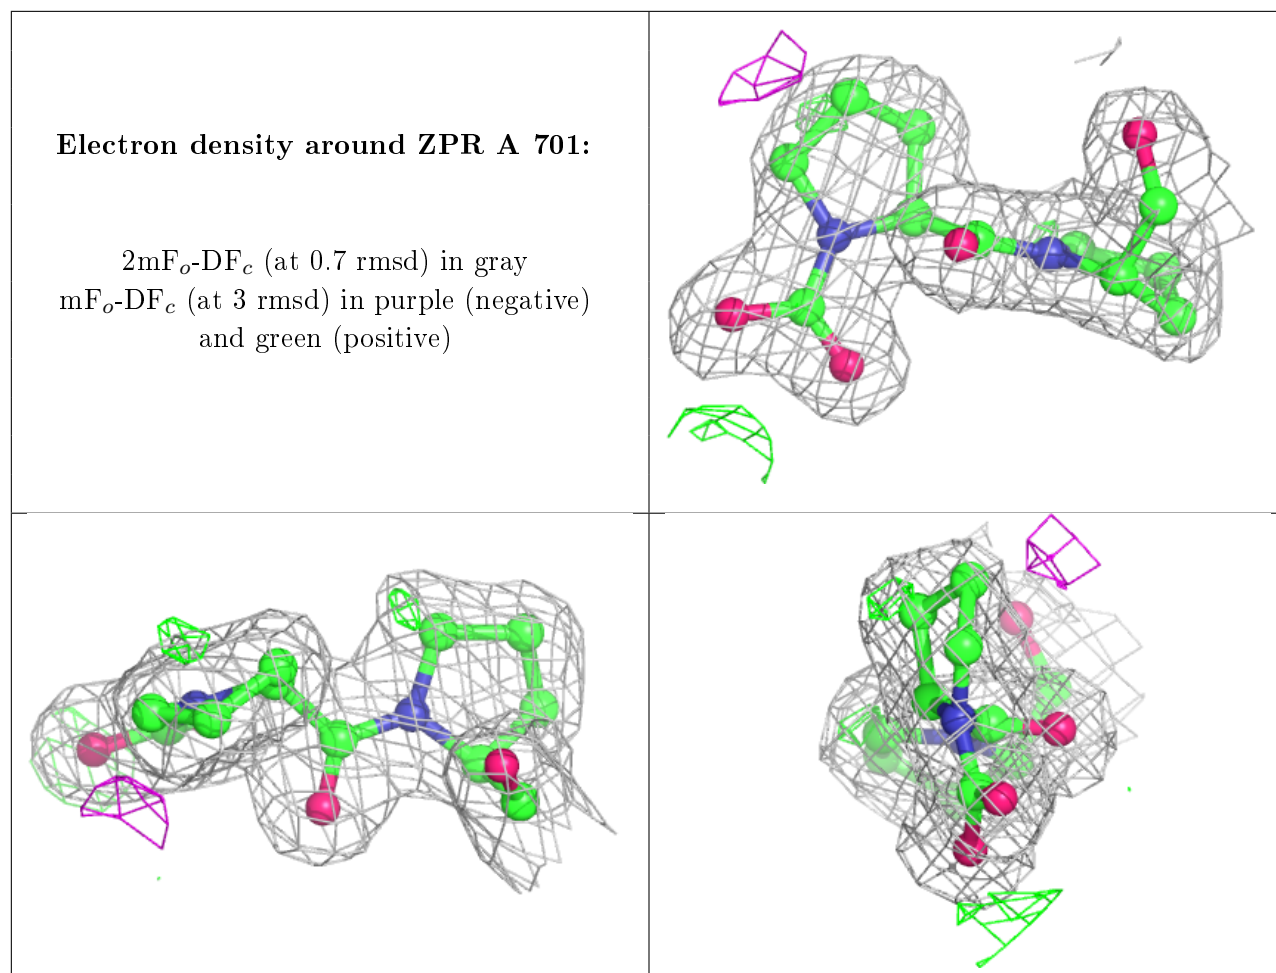 Electron density around ZPR A 701:
2mFo-DFc (at 0.7 rmsd) in gray
mFo-DFc (at 3 rmsd) in purple (negative)
and green (positive)